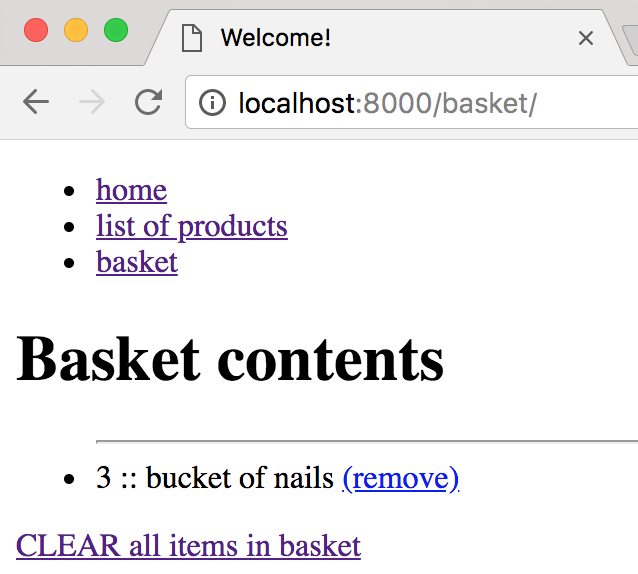 Welcome!
localhost:8000/basket/
home
list of products
basket
Basket contents
3 :: bucket of nails (remove)
CLEAR all items in basket